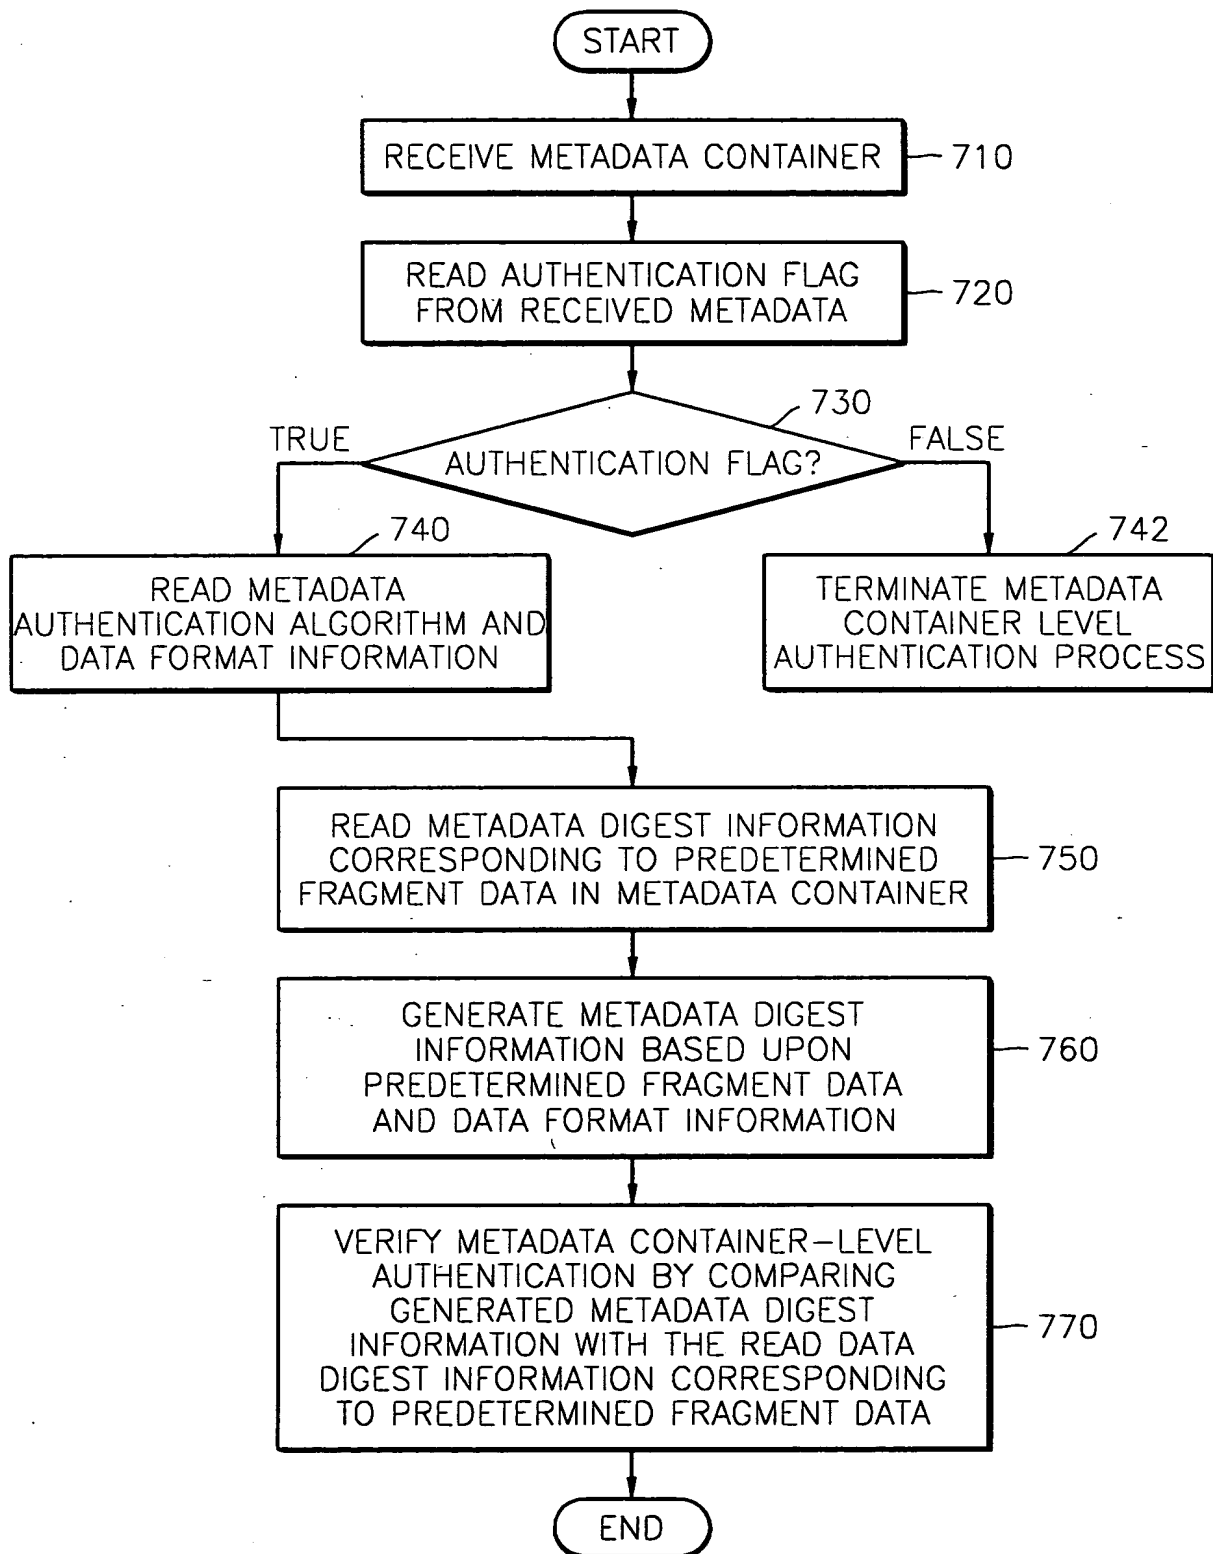 START
RECEIVE METADATA CONTAINER
710
READ AUTHENTICATION FLAG
FROM RECEIVED METADATA
720
730
TRUE
FALSE
AUTHENTICATION FLAG?
740
742
READ METADATA
AUTHENTICATION ALGORITHM AND
DATA FORMAT INFORMATION
TERMINATE METADATA
CONTAINER LEVEL
AUTHENTICATION PROCESS
READ METADATA DIGEST INFORMATION
CORRESPONDING TO PREDETERMINED
FRAGMENT DATA IN METADATA CONTAINER
750
GENERATE METADATA DIGEST
INFORMATION BASED UPON
PREDETERMINED FRAGMENT DATA
AND DATA FORMAT INFORMATION
760
VERIFY METADATA CONTAINER-LEVEL
AUTHENTICATION BY COMPARING
GENERATED METADATA DIGEST
INFORMATION WITH THE READ DATA
DIGEST INFORMATION CORRESPONDING
TO PREDETERMINED FRAGMENT DATA
770
END